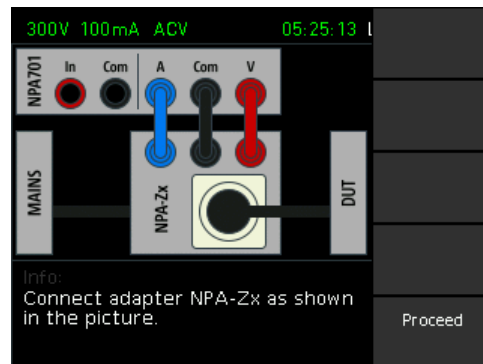 300V 100mA ACV 05:25:13 L
NPA701
In Com A Com V
MAINS
NPA-Zx
DUT
Info:
Connect adapter NPA-Zx as shown
in the picture.
Proceed